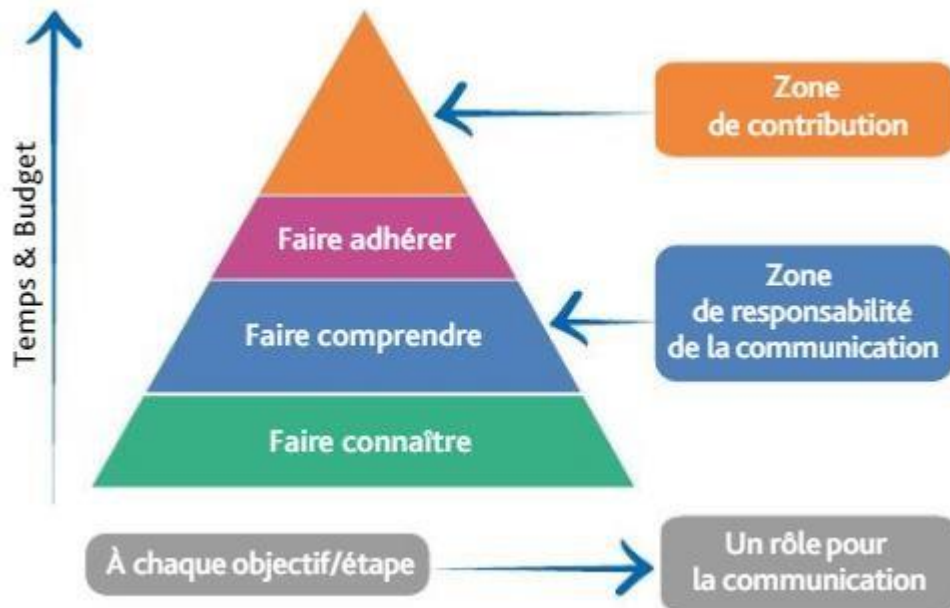 Temps & Budget
Zone
de contribution
Faire adhérer
Zone
de responsabilité
de la communication
Faire comprendre
Faire connaître
À chaque objectif/étape
Un rôle pour
la communication